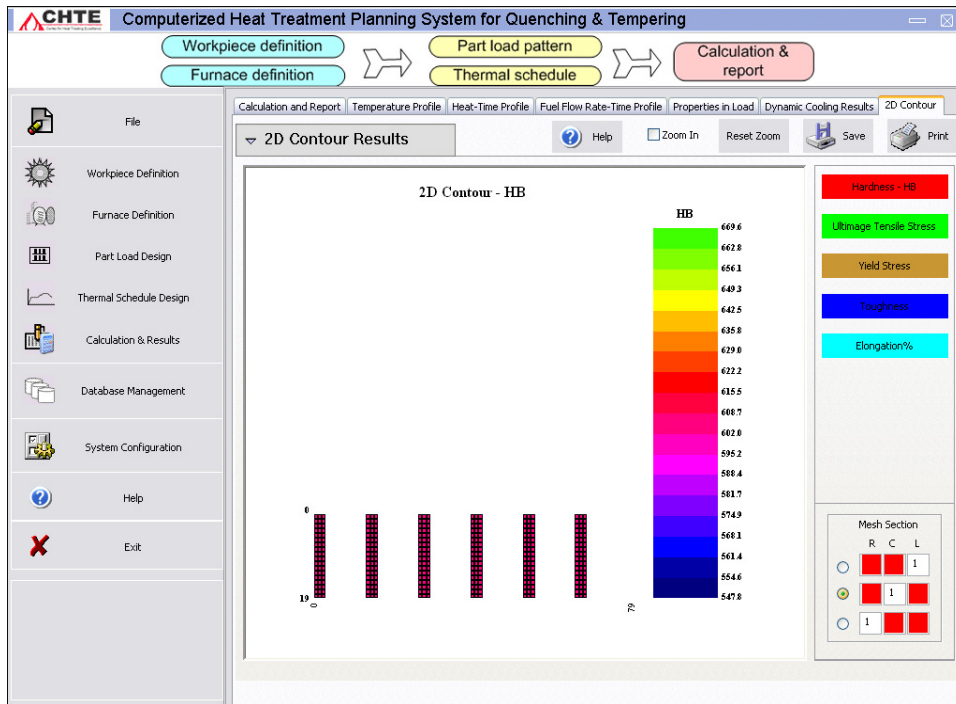 CHTE
Computerized Heat Treatment Planning System for Quenching & Tempering
Workpiece definition
Furnace definition
Part load pattern
Thermal schedule
Calculation &
report
File
Workpiece Definition
Furnace Definition
Part Load Design
Thermal Schedule Design
Calculation & Results
Database Management
System Configuration
Help
Exit
Calculation and Report
Temperature Profile
Heat-Time Profile
Fuel Flow Rate-Time Profile
Properties in Load
Dynamic Cooling Results
2D Contour
2D Contour Results
Help
Zoom In
Reset Zoom
Save
Print
2D Contour - HB
HB
669.6
662.8
656.1
649.3
642.5
635.8
629.0
622.2
615.5
608.7
602.0
595.2
588.4
581.7
574.9
568.1
561.4
554.6
547.8
0
19
0
79
Hardness - HB
Ultimage Tensile Stress
Yield Stress
Toughness
Elongation%
Mesh Section
R C L
1
1
1